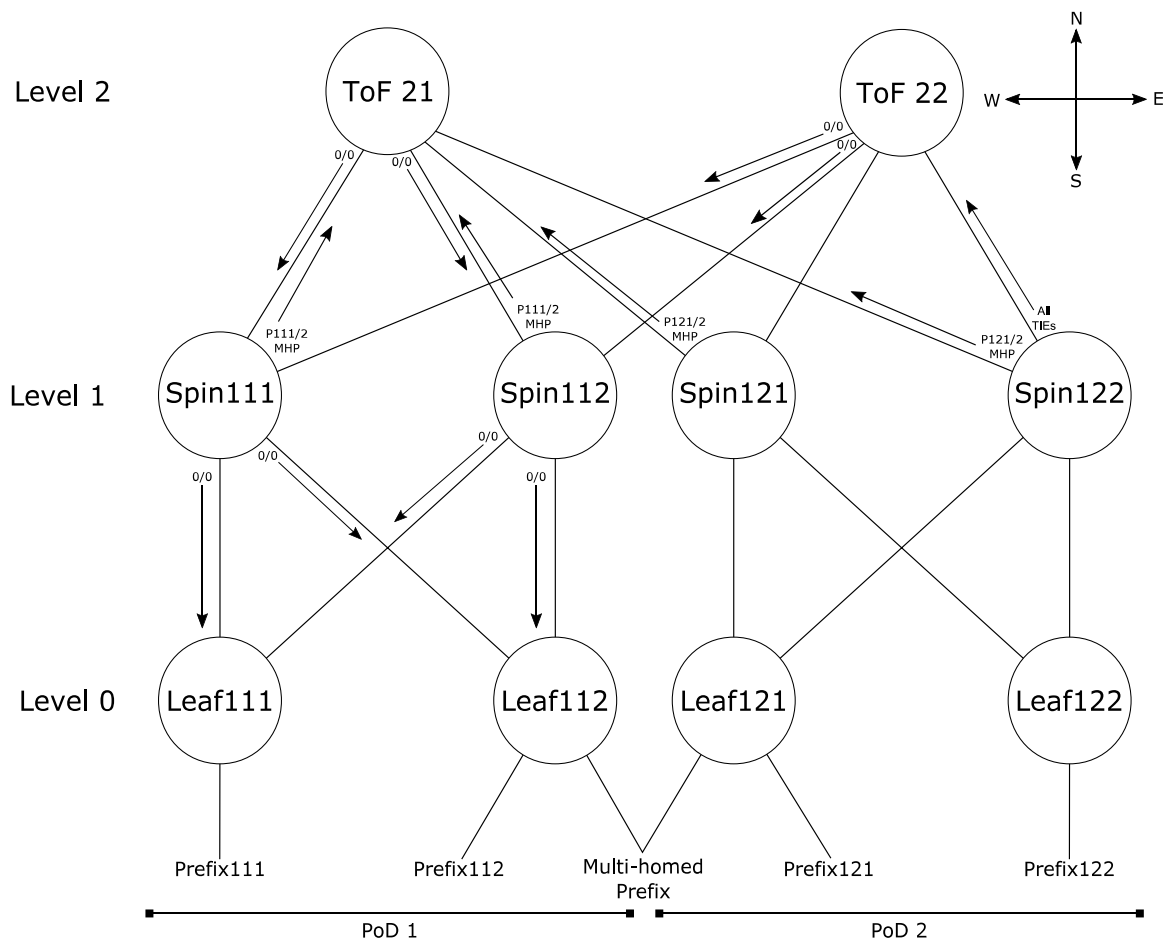 N
Level 2
ToF 21
ToF 22
W
E
S
0/0
0/0
0/0
0/0
P111/2
MHP
P111/2
MHP
P121/2
MHP
P121/2
MHP
All
TIEs
Level 1
Spin111
Spin112
Spin121
Spin122
0/0
0/0
0/0
0/0
Level 0
Leaf111
Leaf112
Leaf121
Leaf122
Prefix111
Prefix112
Multi-homed
Prefix
Prefix121
Prefix122
PoD 1
PoD 2